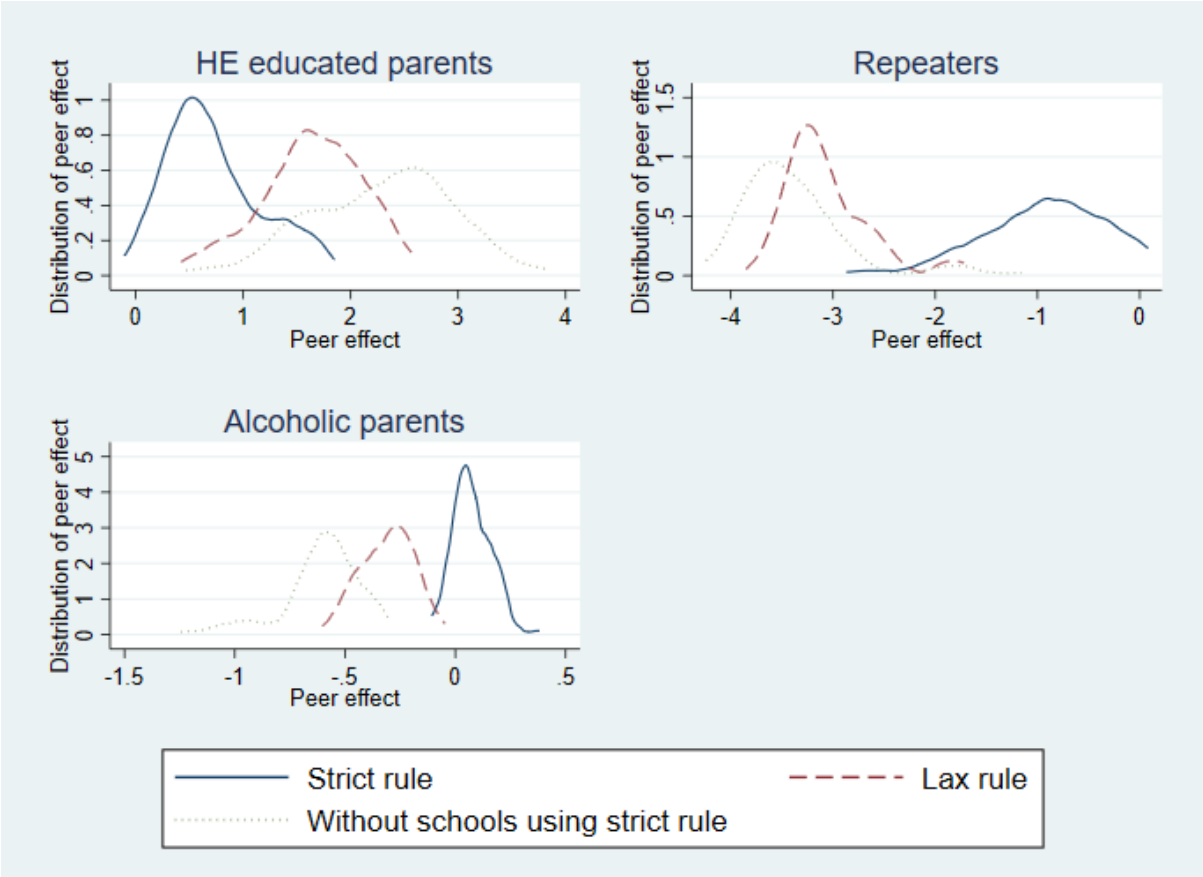 HE educated parents
Distribution of peer effect
0 .2 .4 .6 .8 1
0 1 2 3 4
Peer effect
Repeaters
Distribution of peer effect
0 0.5 1 1.5
-4 -3 -2 -1 0
Peer effect
Alcoholic parents
Distribution of peer effect
0 1 2 3 4 5
-1.5 -1 -.5 0 .5
Peer effect
Strict rule
Lax rule
Without schools using strict rule